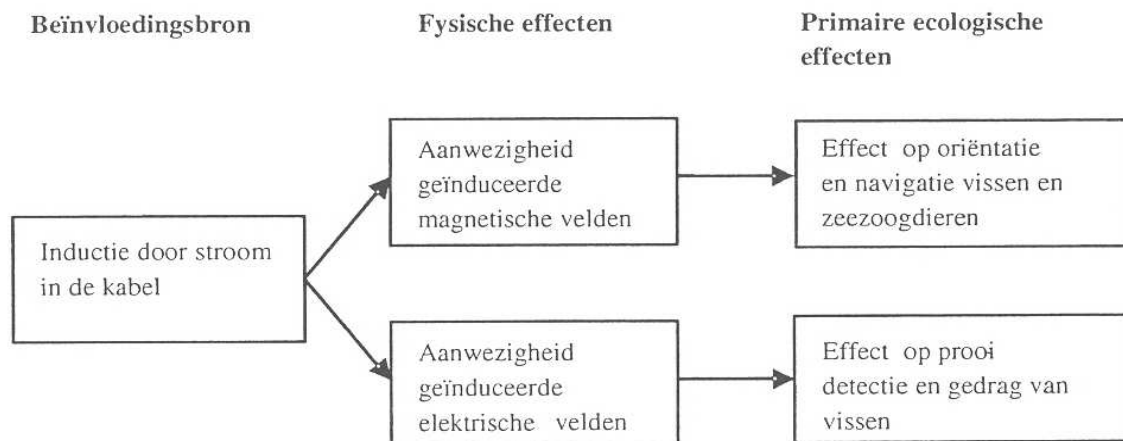 Beïnvloedingsbron
Fysische effecten
Primaire ecologische
effecten
Inductie door stroom
in de kabel
Aanwezigheid
geïnduceerde
magnetische velden
Effect op oriëntatie
en navigatie vissen en
zeezoogdieren
Aanwezigheid
geïnduceerde
elektrische velden
Effect op prooi
detectie en gedrag van
vissen